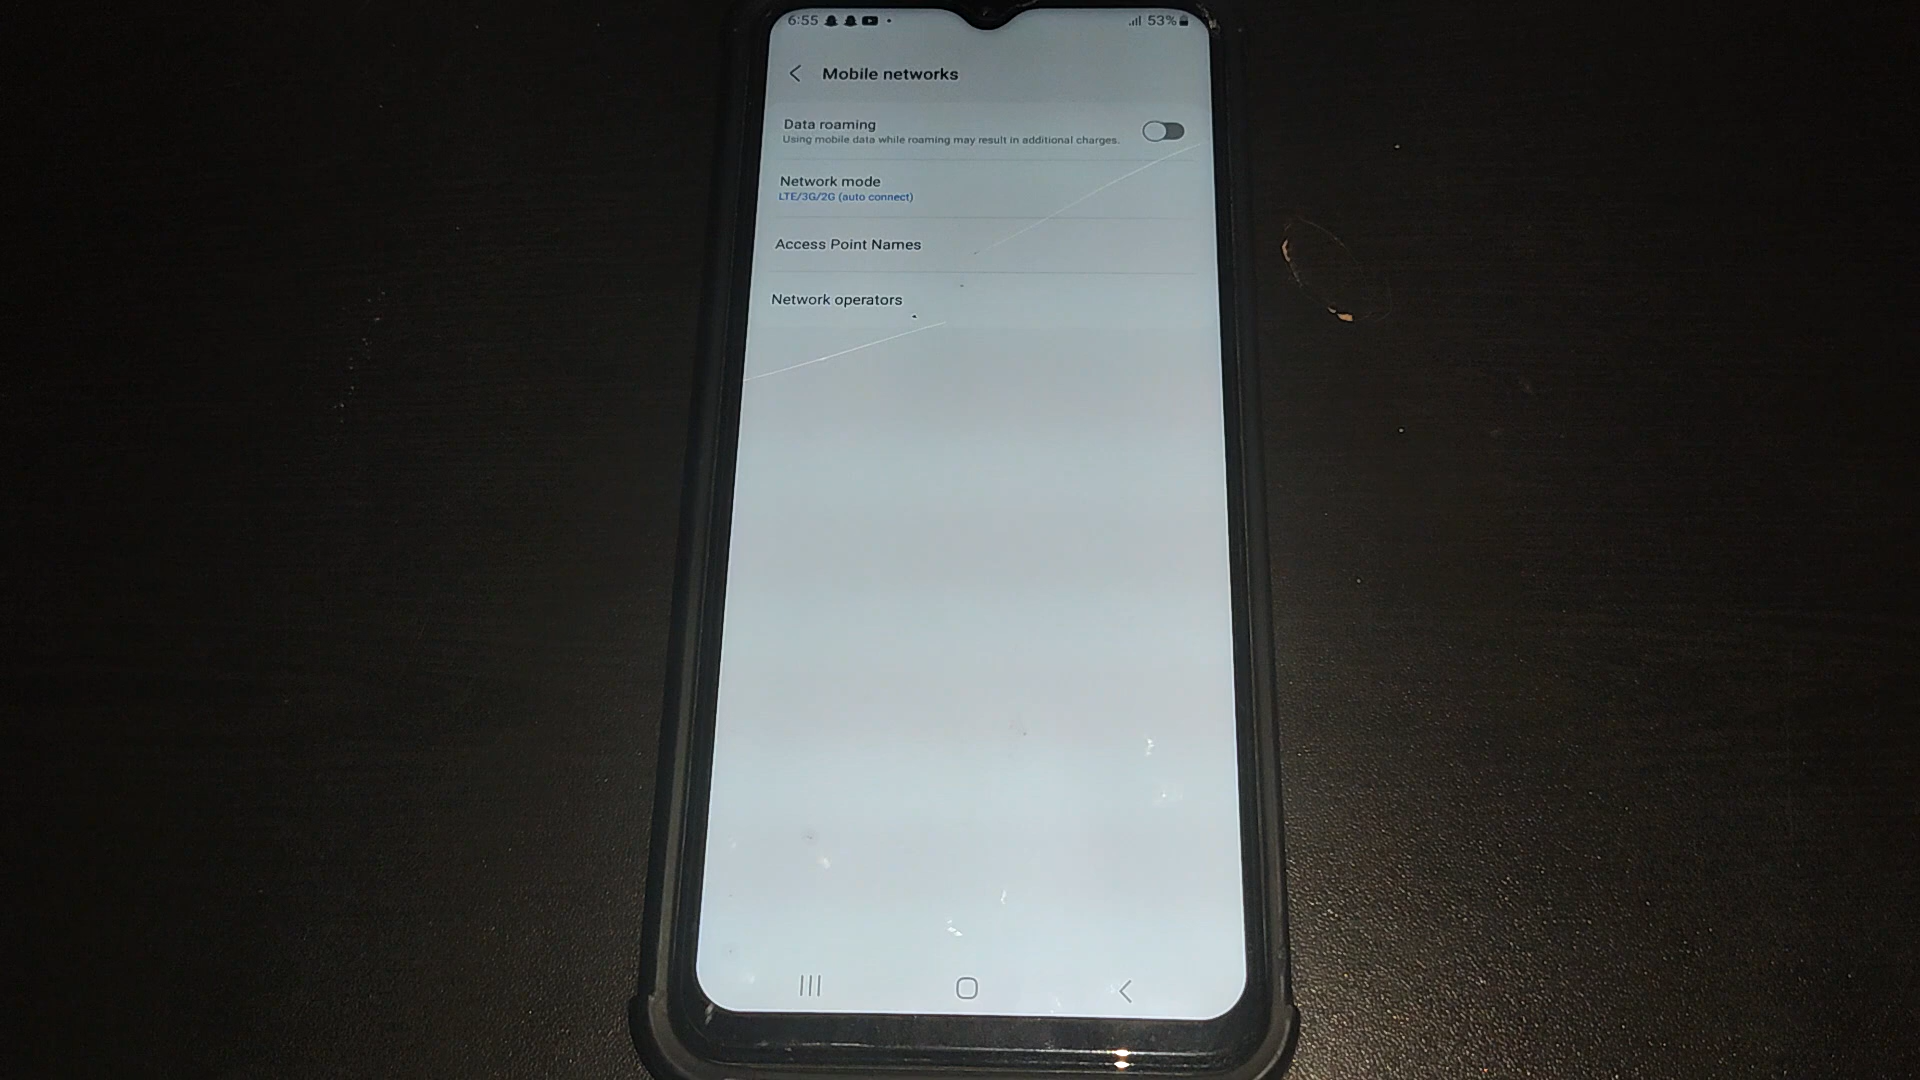 6:55 53%
Mobile networks
Data roaming
Using mobile data while roaming may result in additional charges.
Network mode
LTE/3G/2G (auto connect)
Access Point Names
Network operators